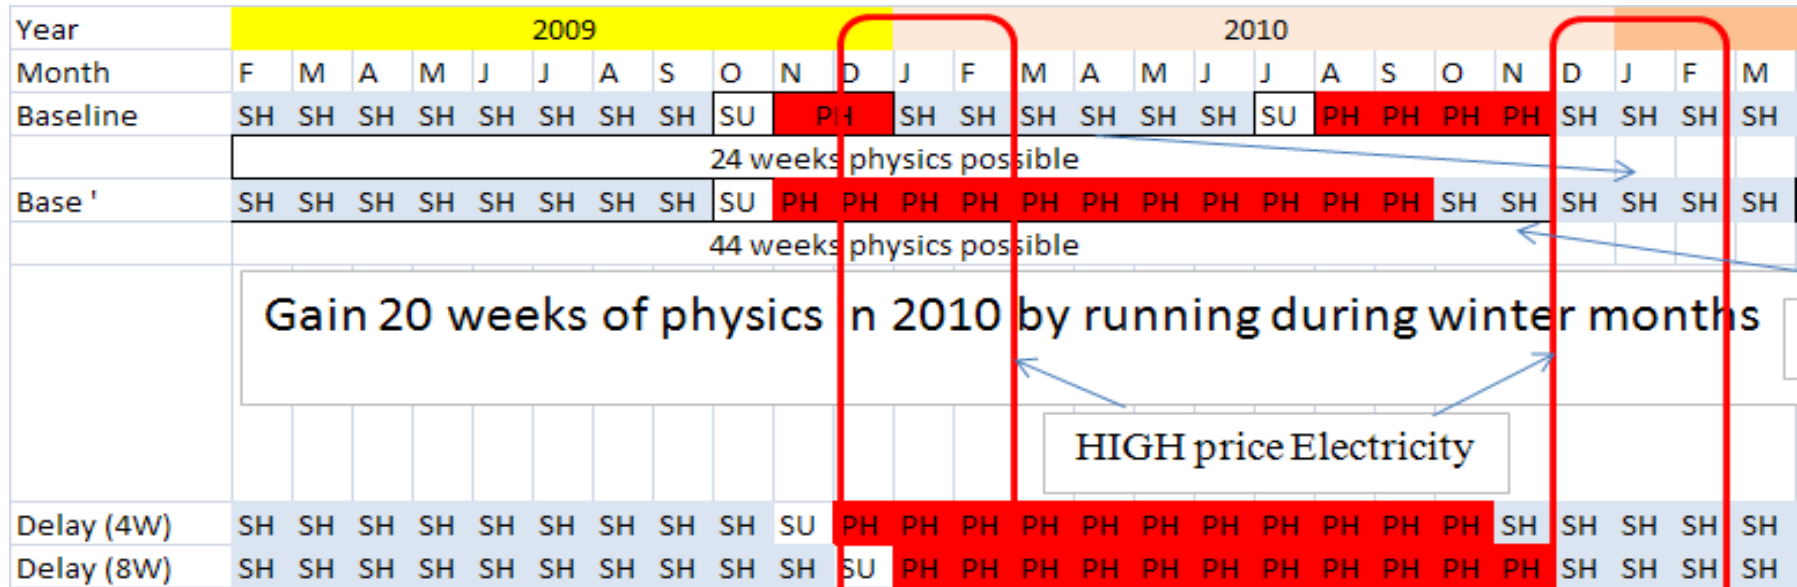 Year 2009 2010
Month F M A M J J A S O N D J F M A M J J A S O N D J F M
Baseline SH SH SH SH SH SH SH SH SU PH SH SH SH SH SH SH SU PH PH PH PH SH SH SH SH
24 weeks physics possible
Base ' SH SH SH SH SH SH SH SH SU PH PH PH PH PH PH PH PH PH PH PH SH SH SH SH SH SH
44 weeks physics possible
Gain 20 weeks of physics in 2010 by running during winter months
HIGH price Electricity
Delay (4W) SH SH SH SH SH SH SH SH SH SU PH PH PH PH PH PH PH PH PH PH PH SH SH SH SH SH
Delay (8W) SH SH SH SH SH SH SH SH SH SH SU PH PH PH PH PH PH PH PH PH PH PH SH SH SH SH